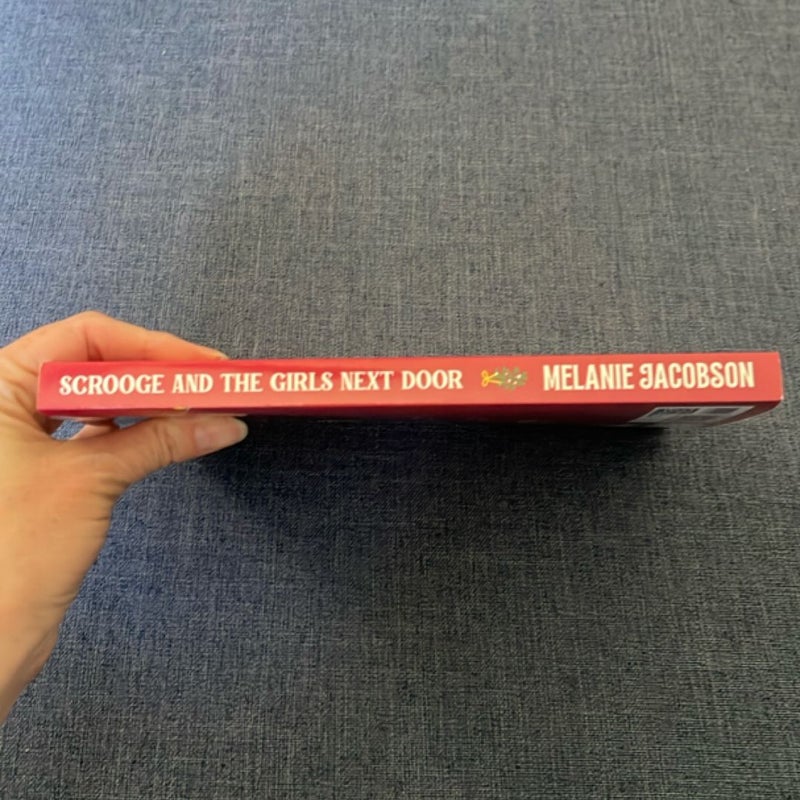 SCROOGE AND THE GIRLS NEXT DOOR MELANIE JACOBSON